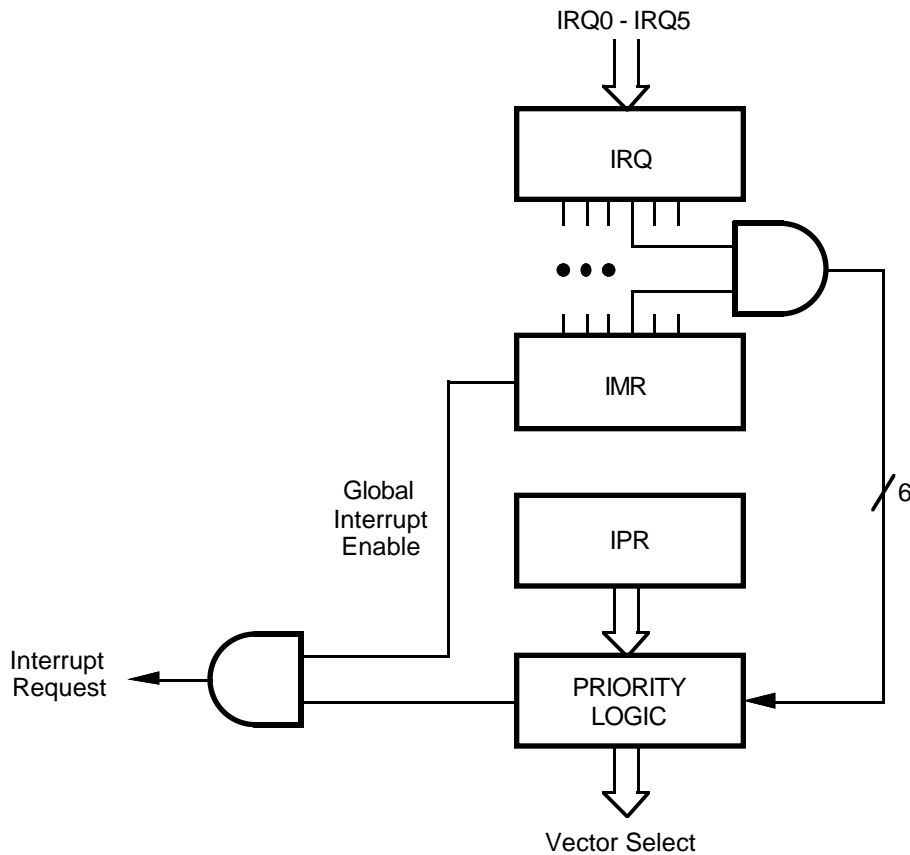 IRQ0 - IRQ5
IRQ
IMR
Global
Interrupt
Enable
6
IPR
Interrupt
Request
PRIORITY
LOGIC
Vector Select